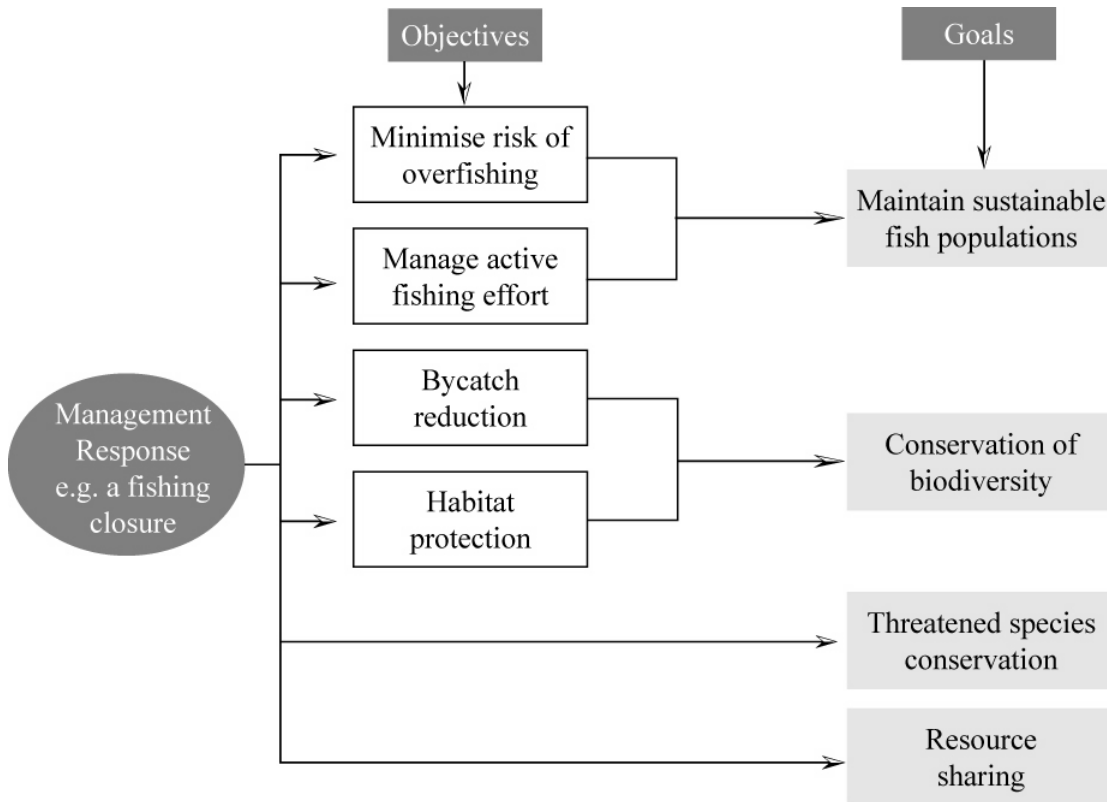 Objectives
Goals
Minimise risk of
overfishing
Maintain sustainable
fish populations
Manage active
fishing effort
Bycatch
reduction
Management
Response
e.g. a fishing
closure
Conservation of
biodiversity
Habitat
protection
Threatened species
conservation
Resource
sharing